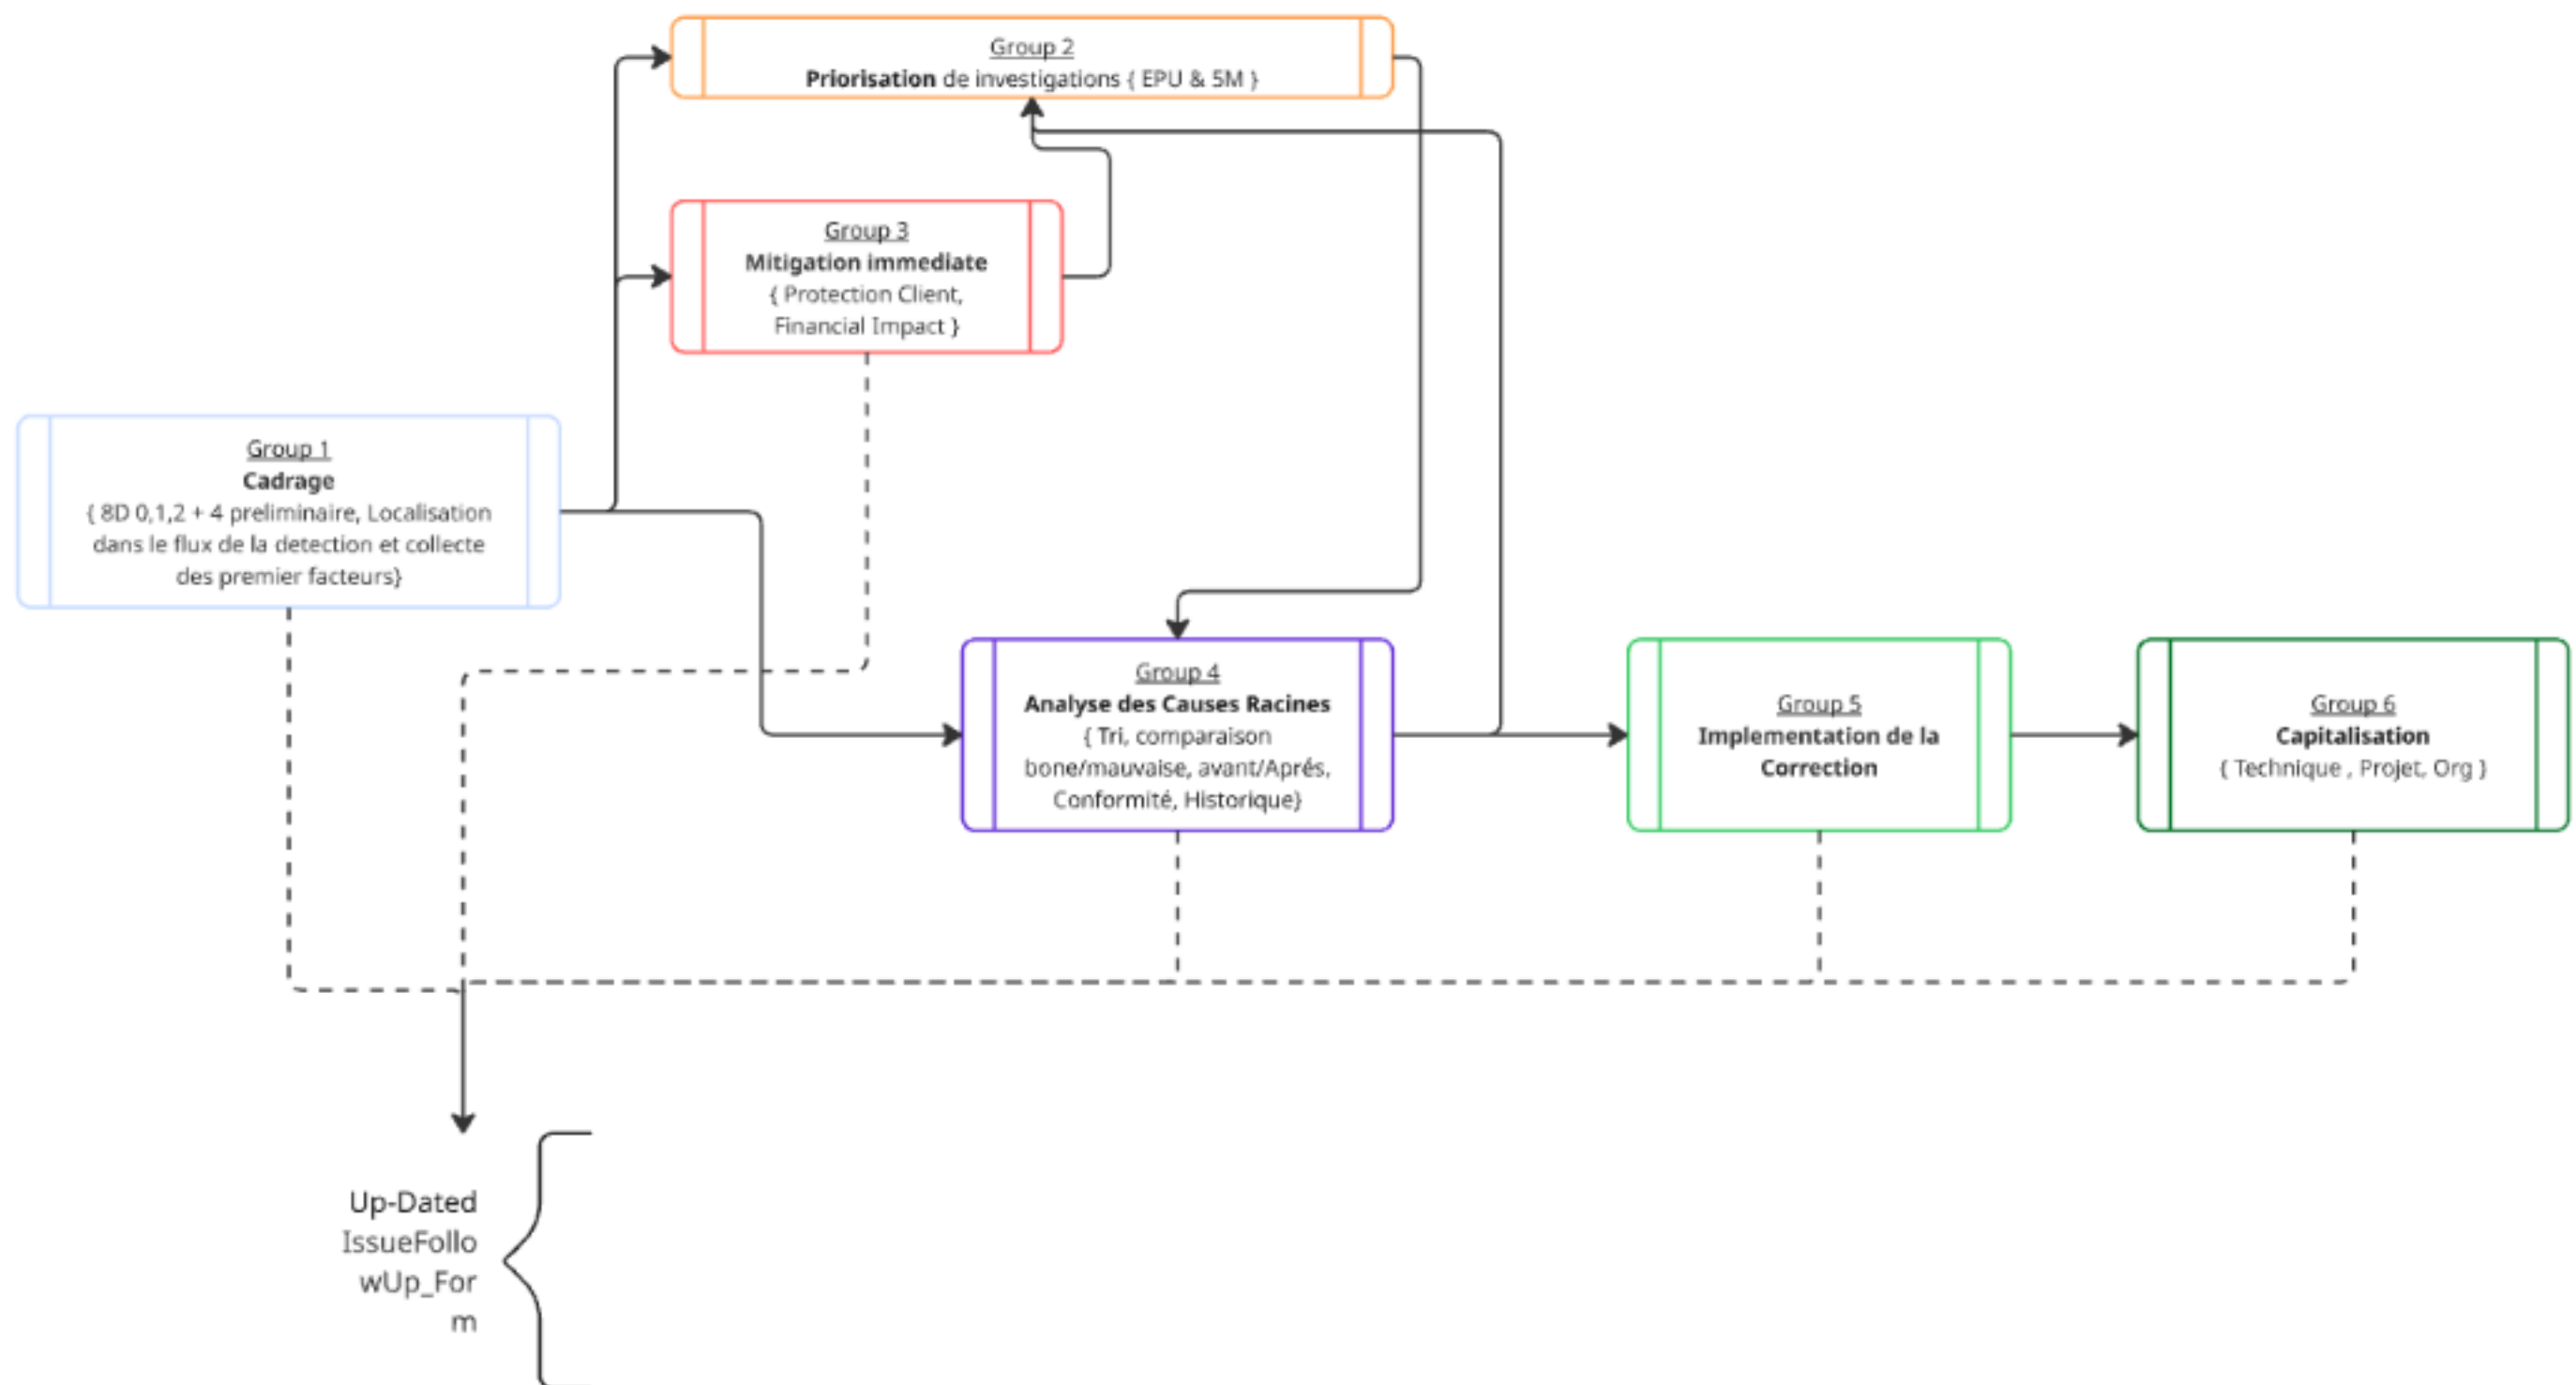 Group 2
Priorisation de investigations { EPU & 5M }
Group 3
Mitigation immediate
{ Protection Client,
Financial Impact }
Group 1
Cadrage
{ 8D 0,1,2 + 4 preliminaire, Localisation
dans le flux de la detection et collecte
des premier facteurs}
Group 4
Analyse des Causes Racines
{ Tri, comparaison
bone/mauvaise, avant/Aprés,
Conformité, Historique}
Group 5
Implementation de la
Correction
Group 6
Capitalisation
{ Technique , Projet, Org }
Up-Dated
IssueFollo
wUp_For
m